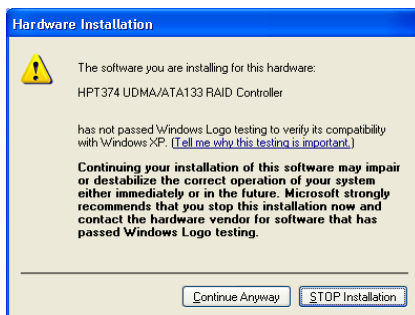 Hardware Installation
The software you are installing for this hardware:
HPT374 UDMA/ATA133 RAID Controller
has not passed Windows Logo testing to verify its compatibility
with Windows XP. (Tell me why this testing is important.)
Continuing your installation of this software may impair
or destabilize the correct operation of your system
either immediately or in the future. Microsoft strongly
recommends that you stop this installation now and
contact the hardware vendor for software that has
passed Windows Logo testing.
Continue Anyway STOP Installation